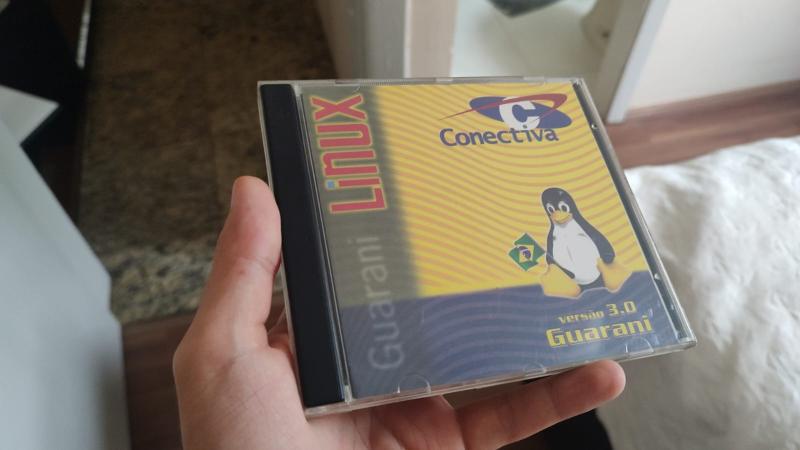 Linux
Guarani
Conectiva
versão 3.0
Guarani